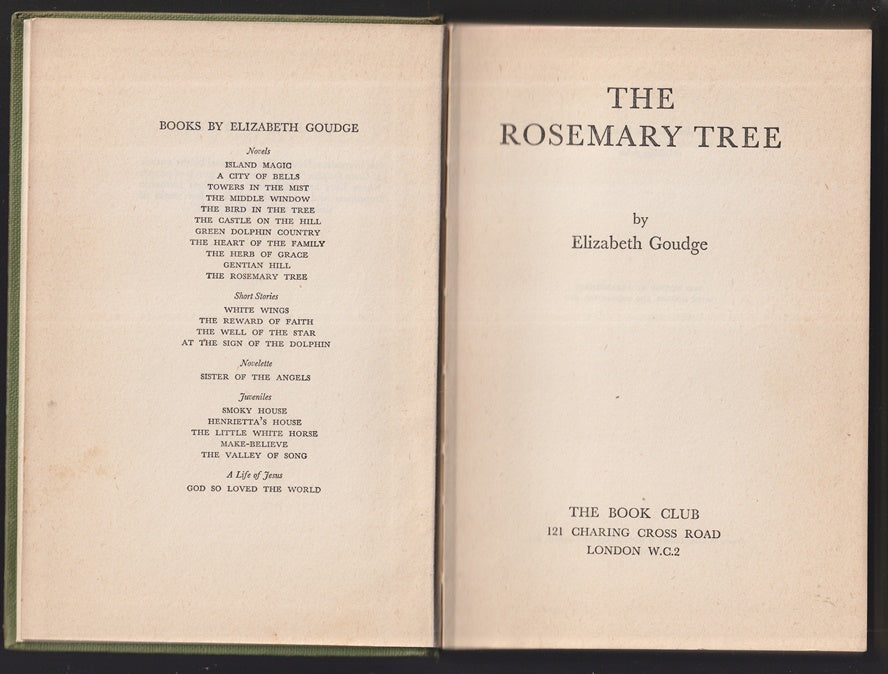 BOOKS BY ELIZABETH GOUDGE
Novels
ISLAND MAGIC
A CITY OF BELLS
TOWERS IN THE MIST
THE MIDDLE WINDOW
THE BIRD IN THE TREE
THE CASTLE ON THE HILL
GREEN DOLPHIN COUNTRY
THE HEART OF THE FAMILY
THE HERB OF GRACE
GENTIAN HILL
THE ROSEMARY TREE
Short Stories
WHITE WINGS
THE REWARD OF FAITH
THE WELL OF THE STAR
AT THE SIGN OF THE DOLPHIN
Novelette
SISTER OF THE ANGELS
Juveniles
SMOKY HOUSE
HENRIETTA'S HOUSE
THE LITTLE WHITE HORSE
MAKE-BELIEVE
THE VALLEY OF SONG
A Life of Jesus
GOD SO LOVED THE WORLD
THE
ROSEMARY TREE
by
Elizabeth Goudge
THE BOOK CLUB
121 CHARING CROSS ROAD
LONDON W.C.2